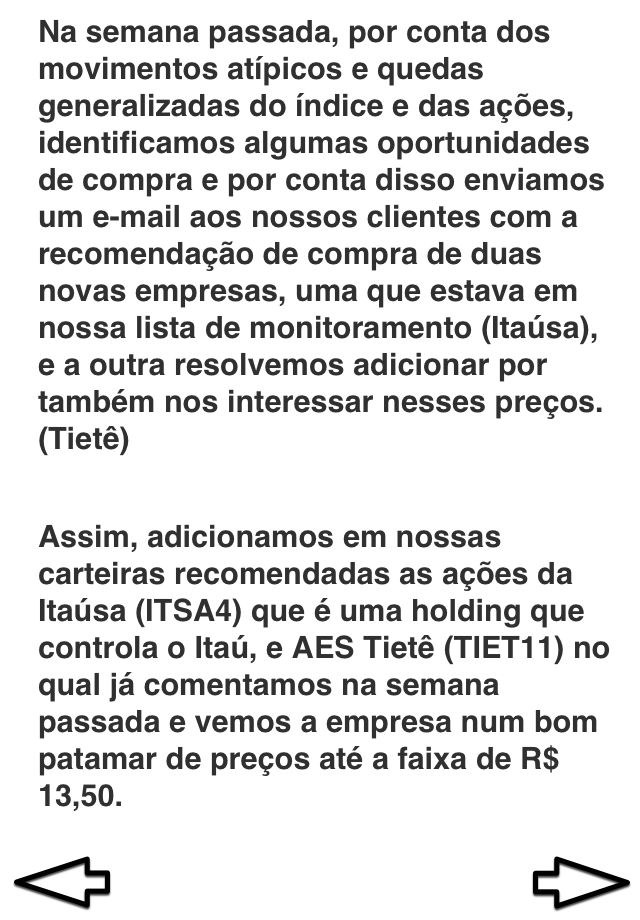 Na semana passada, por conta dos
movimentos atípicos e quedas
generalizadas do índice e das ações,
identificamos algumas oportunidades
de compra e por conta disso enviamos
um e-mail aos nossos clientes com a
recomendação de compra de duas
novas empresas, uma que estava em
nossa lista de monitoramento (Itaúsa),
e a outra resolvemos adicionar por
também nos interessar nesses preços.
(Tietê)
Assim, adicionamos em nossas
carteiras recomendadas as ações da
Itaúsa (ITSA4) que é uma holding que
controla o Itaú, e AES Tietê (TIET11) no
qual já comentamos na semana
passada e vemos a empresa num bom
patamar de preços até a faixa de R$
13,50.